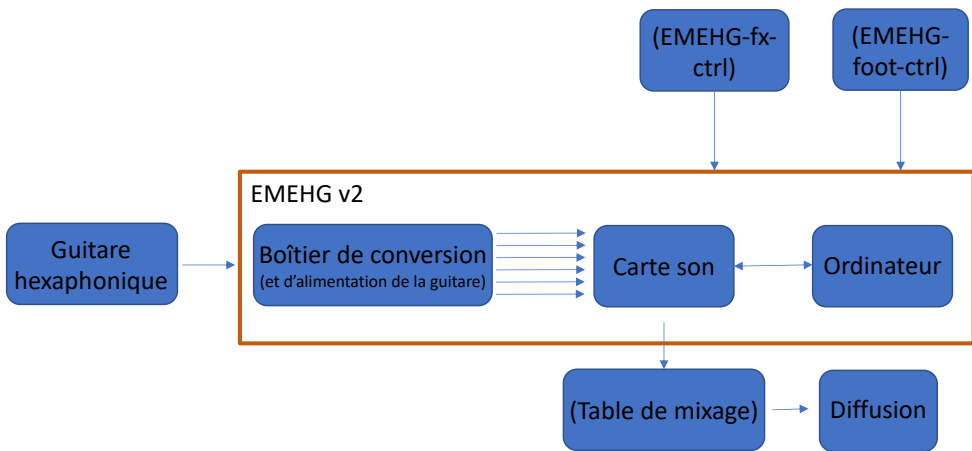 (EMEHG-fx-
ctrl)
(EMEHG-
foot-ctrl)
EMEHG v2
Guitare
hexaphonique
Boîtier de conversion
(et d’alimentation de la guitare)
Carte son
Ordinateur
(Table de mixage)
Diffusion